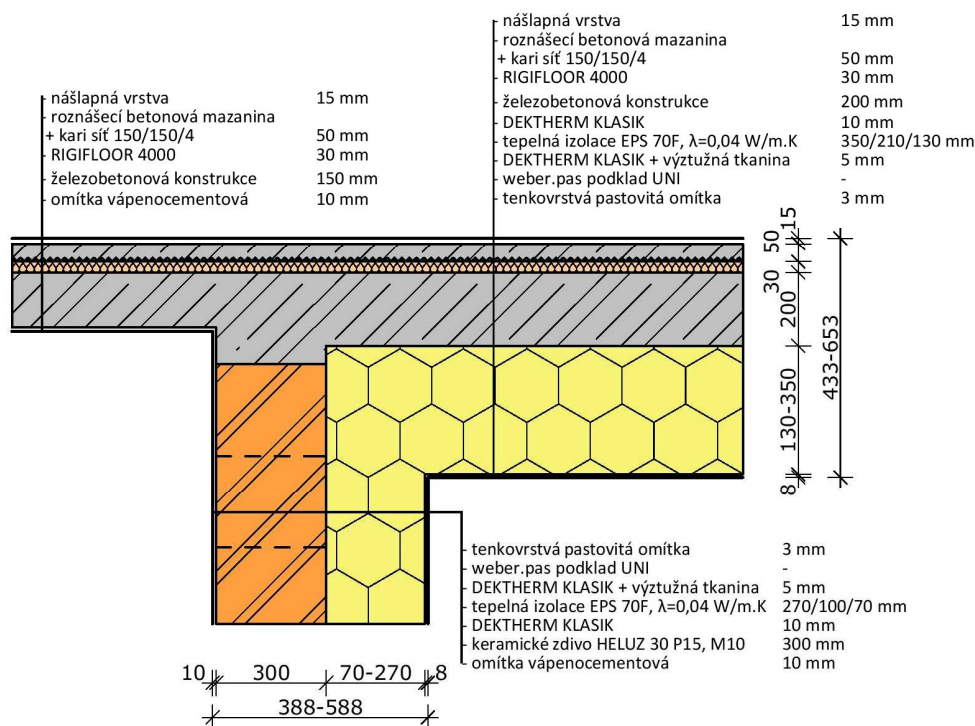 nášlapná vrstva 15 mm
roznášecí betonová mazanina
+ kari síť 150/150/4 50 mm
RIGIFLOOR 4000 30 mm
železobetonová konstrukce 150 mm
omítka vápenocementová 10 mm
nášlapná vrstva 15 mm
roznášecí betonová mazanina
+ kari síť 150/150/4 50 mm
RIGIFLOOR 4000 30 mm
železobetonová konstrukce 200 mm
DEKTHERM KLASIK 10 mm
tepelná izolace EPS 70F, λ=0,04 W/m.K 350/210/130 mm
DEKTHERM KLASIK + výztužná tkanina 5 mm
weber.pas podklad UNI -
tenkovrstvá pastovitá omítka 3 mm
15
50
30
200
130-350
8
433-653
tenkovrstvá pastovitá omítka 3 mm
weber.pas podklad UNI -
DEKTHERM KLASIK + výztužná tkanina 5 mm
tepelná izolace EPS 70F, λ=0,04 W/m.K 270/100/70 mm
DEKTHERM KLASIK 10 mm
keramické zdivo HELUZ 30 P15, M10 300 mm
omítka vápenocementová 10 mm
10 300 70-270 8
388-588